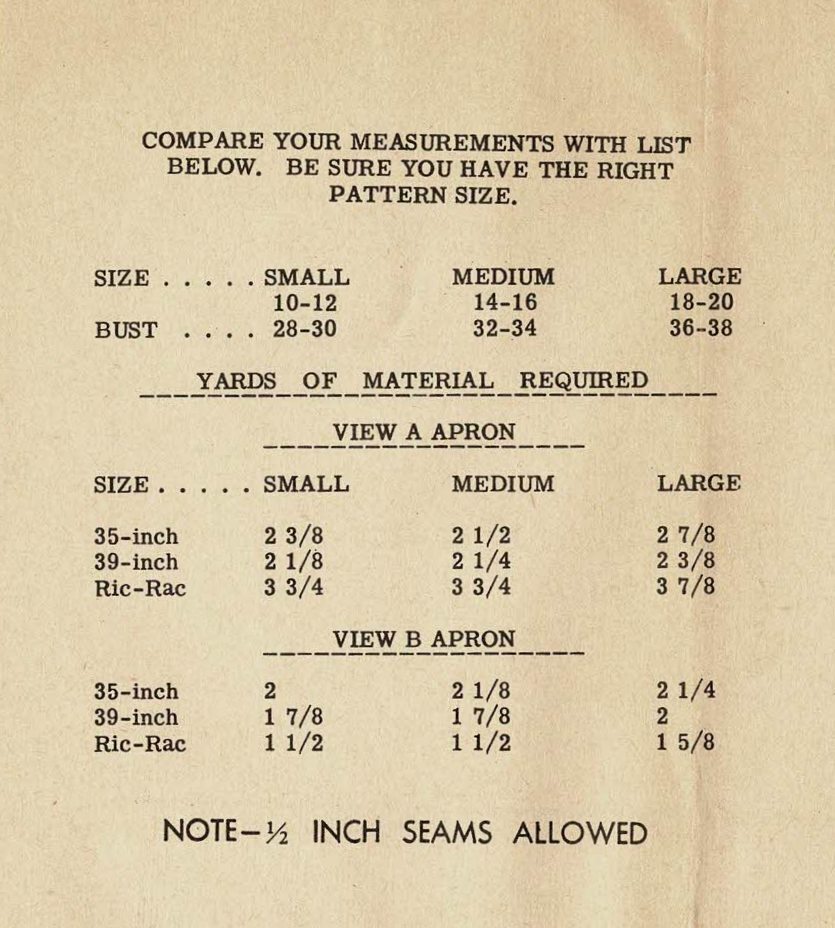 COMPARE YOUR MEASUREMENTS WITH LIST
BELOW. BE SURE YOU HAVE THE RIGHT
PATTERN SIZE.
SIZE . . . . . SMALL MEDIUM LARGE
10-12 14-16 18-20
BUST . . . . 28-30 32-34 36-38
YARDS OF MATERIAL REQUIRED
VIEW A APRON
SIZE . . . . . SMALL MEDIUM LARGE
35-inch 2 3/8 2 1/2 2 7/8
39-inch 2 1/8 2 1/4 2 3/8
Ric-Rac 3 3/4 3 3/4 3 7/8
VIEW B APRON
35-inch 2 2 1/8 2 1/4
39-inch 1 7/8 1 7/8 2
Ric-Rac 1 1/2 1 1/2 1 5/8
NOTE-½ INCH SEAMS ALLOWED